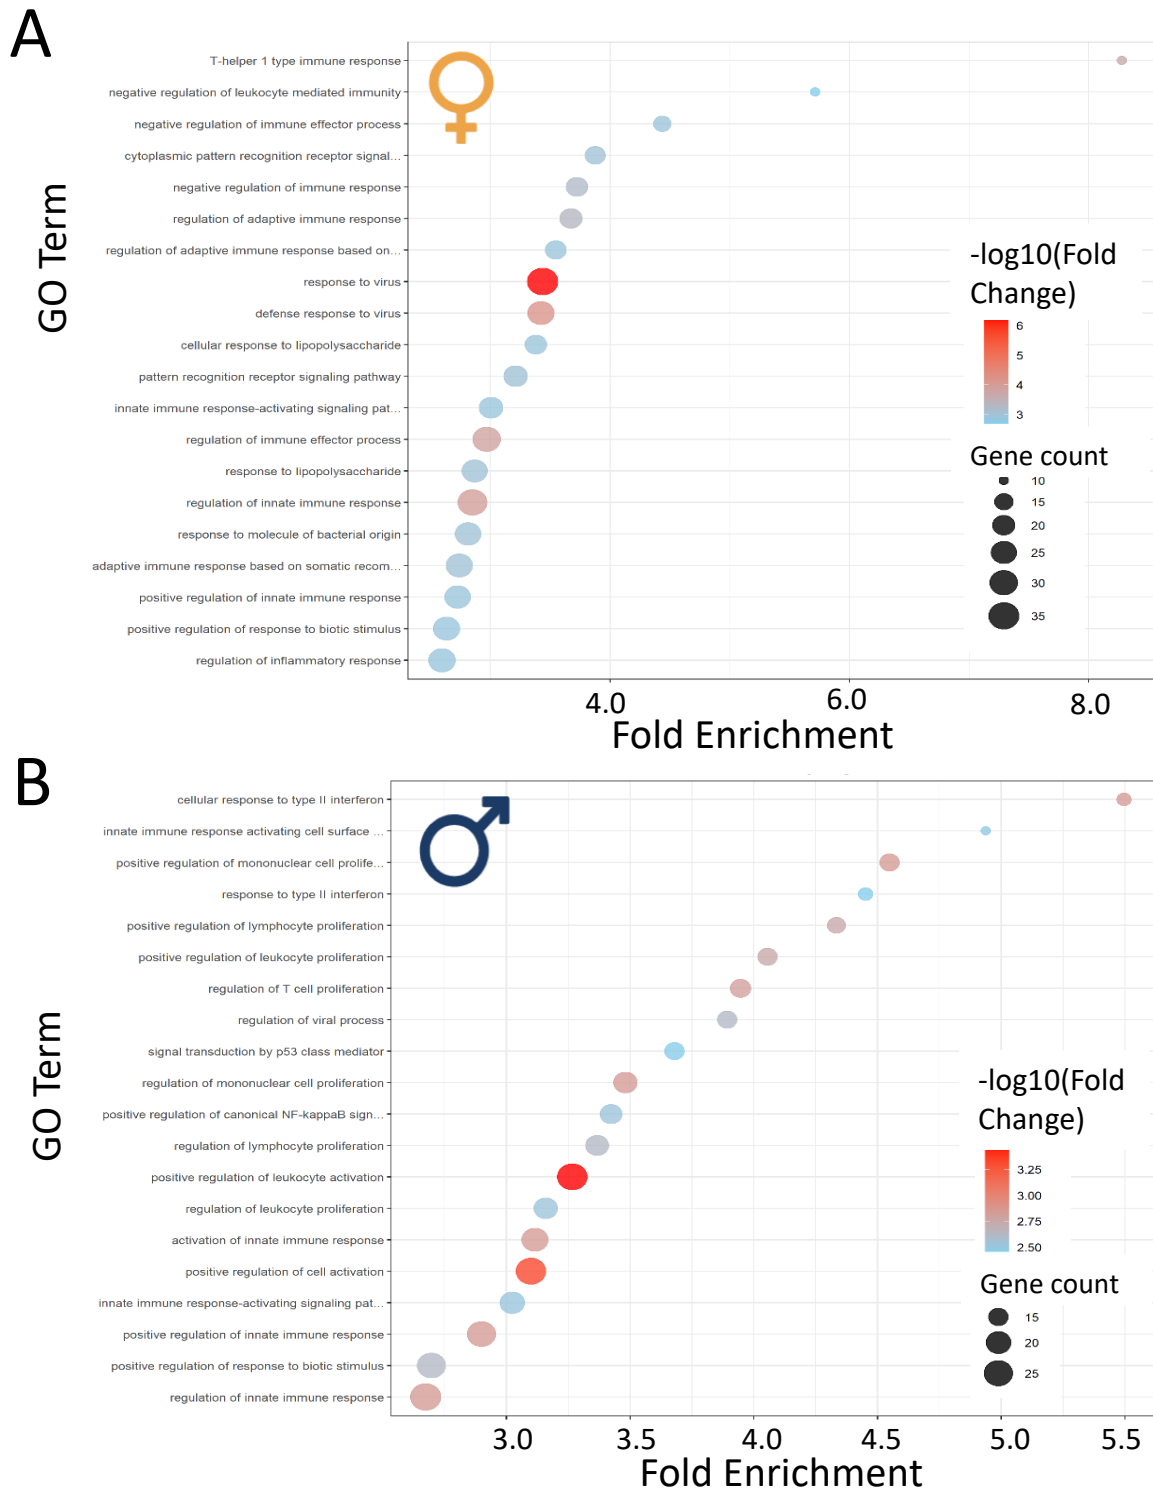 A
GO Term
T-helper 1 type immune response
negative regulation of leukocyte mediated immunity
negative regulation of immune effector process
cytoplasmic pattern recognition receptor signal...
negative regulation of immune response
regulation of adaptive immune response
regulation of adaptive immune response based on...
response to virus
defense response to virus
cellular response to lipopolysaccharide
pattern recognition receptor signaling pathway
innate immune response-activating signaling pat...
regulation of immune effector process
response to lipopolysaccharide
regulation of innate immune response
response to molecule of bacterial origin
adaptive immune response based on somatic recom...
positive regulation of innate immune response
positive regulation of response to biotic stimulus
regulation of inflammatory response
-log10(Fold
Change)
6
5
4
3
Gene count
10
15
20
25
30
35
4.0 6.0 8.0
Fold Enrichment
B
GO Term
cellular response to type II interferon
innate immune response activating cell surface ...
positive regulation of mononuclear cell prolife...
response to type II interferon
positive regulation of lymphocyte proliferation
positive regulation of leukocyte proliferation
regulation of T cell proliferation
regulation of viral process
signal transduction by p53 class mediator
regulation of mononuclear cell proliferation
positive regulation of canonical NF-kappaB sign...
regulation of lymphocyte proliferation
positive regulation of leukocyte activation
regulation of leukocyte proliferation
activation of innate immune response
positive regulation of cell activation
innate immune response-activating signaling pat...
positive regulation of innate immune response
positive regulation of response to biotic stimulus
regulation of innate immune response
-log10(Fold
Change)
3.25
3.00
2.75
2.50
Gene count
15
20
25
3.0 3.5 4.0 4.5 5.0 5.5
Fold Enrichment